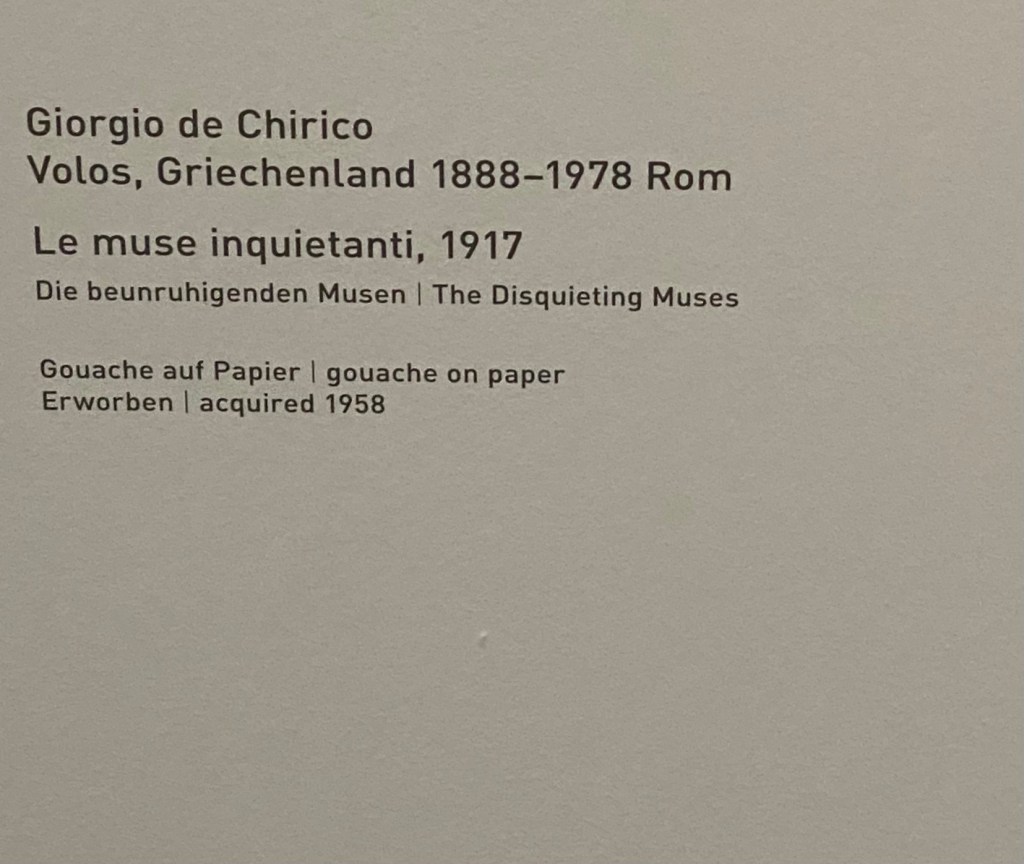 Giorgio de Chirico
Volos, Griechenland 1888–1978 Rom
Le muse inquietanti, 1917
Die beunruhigenden Musen | The Disquieting Muses
Gouache auf Papier | gouache on paper
Erworben | acquired 1958